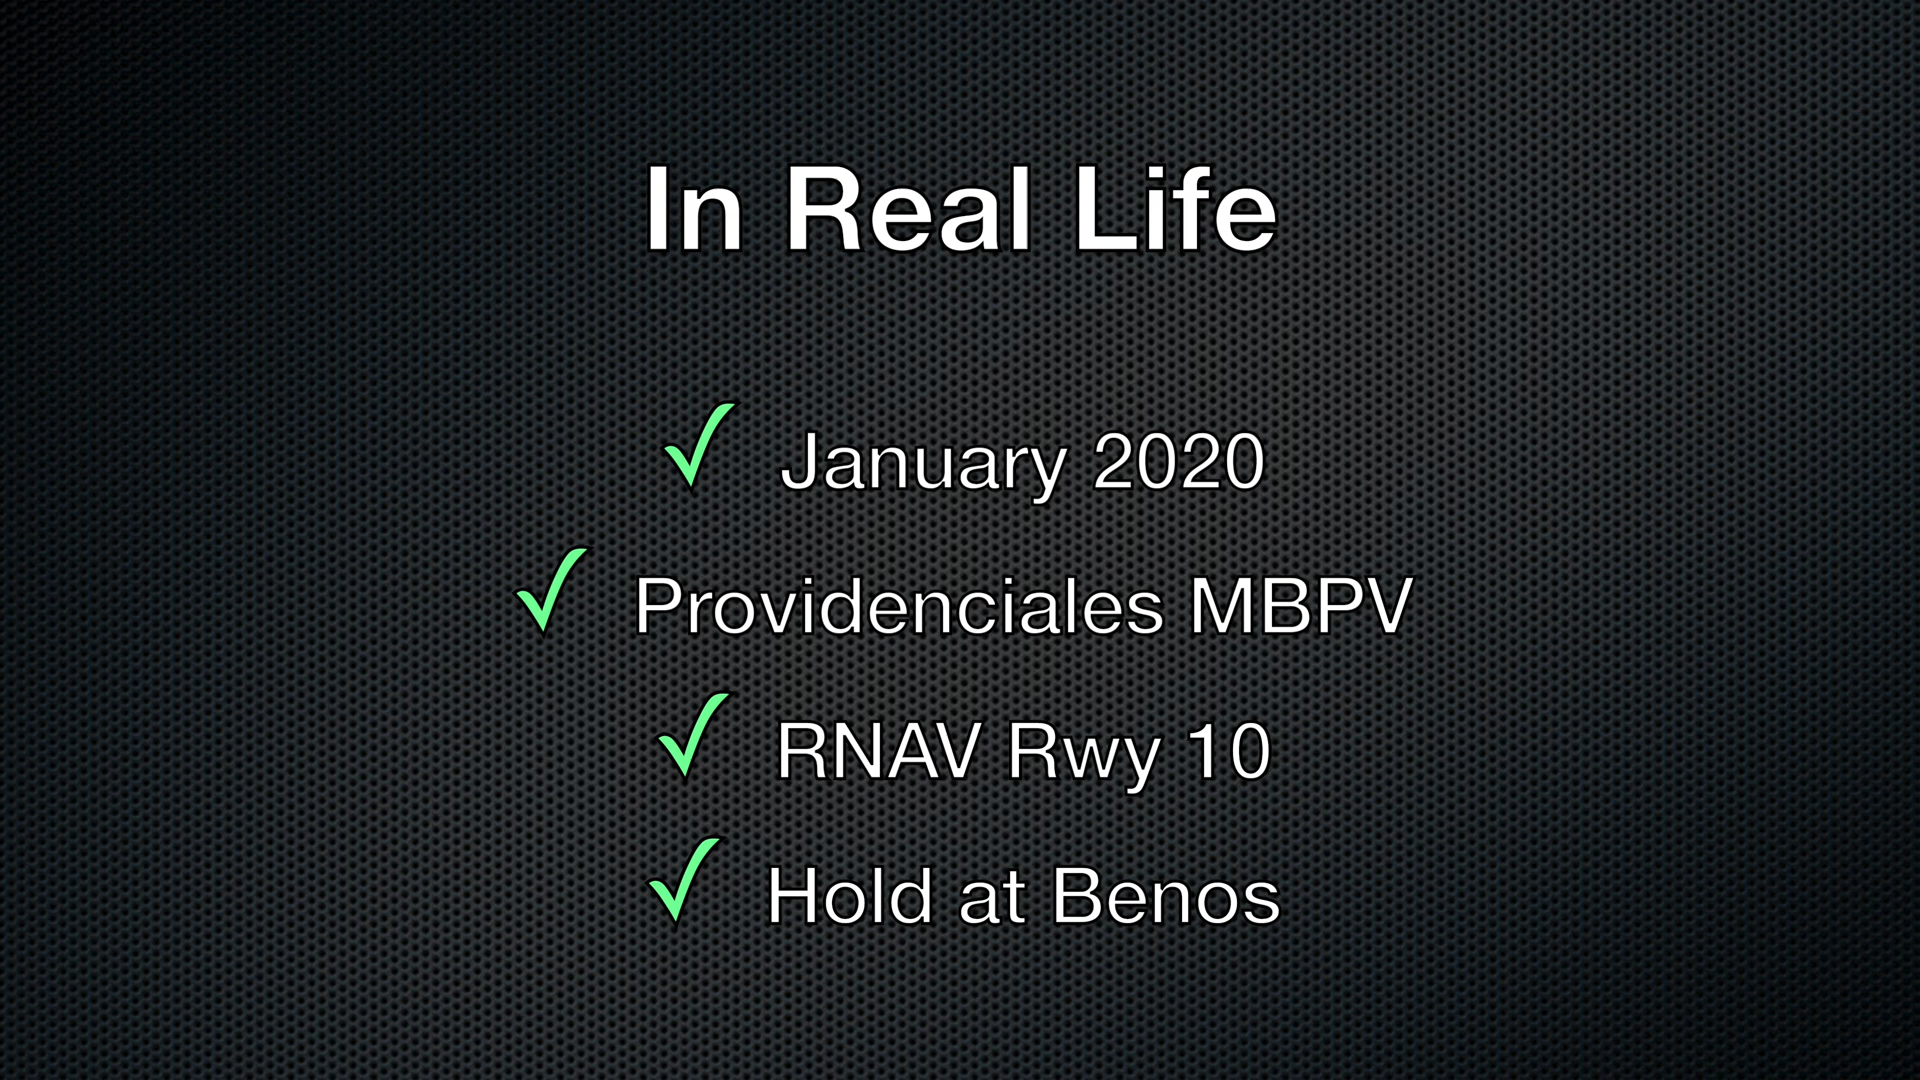 In Real Life
✓ January 2020
✓ Providenciales MBPV
✓ RNAV Rwy 10
✓ Hold at Benos